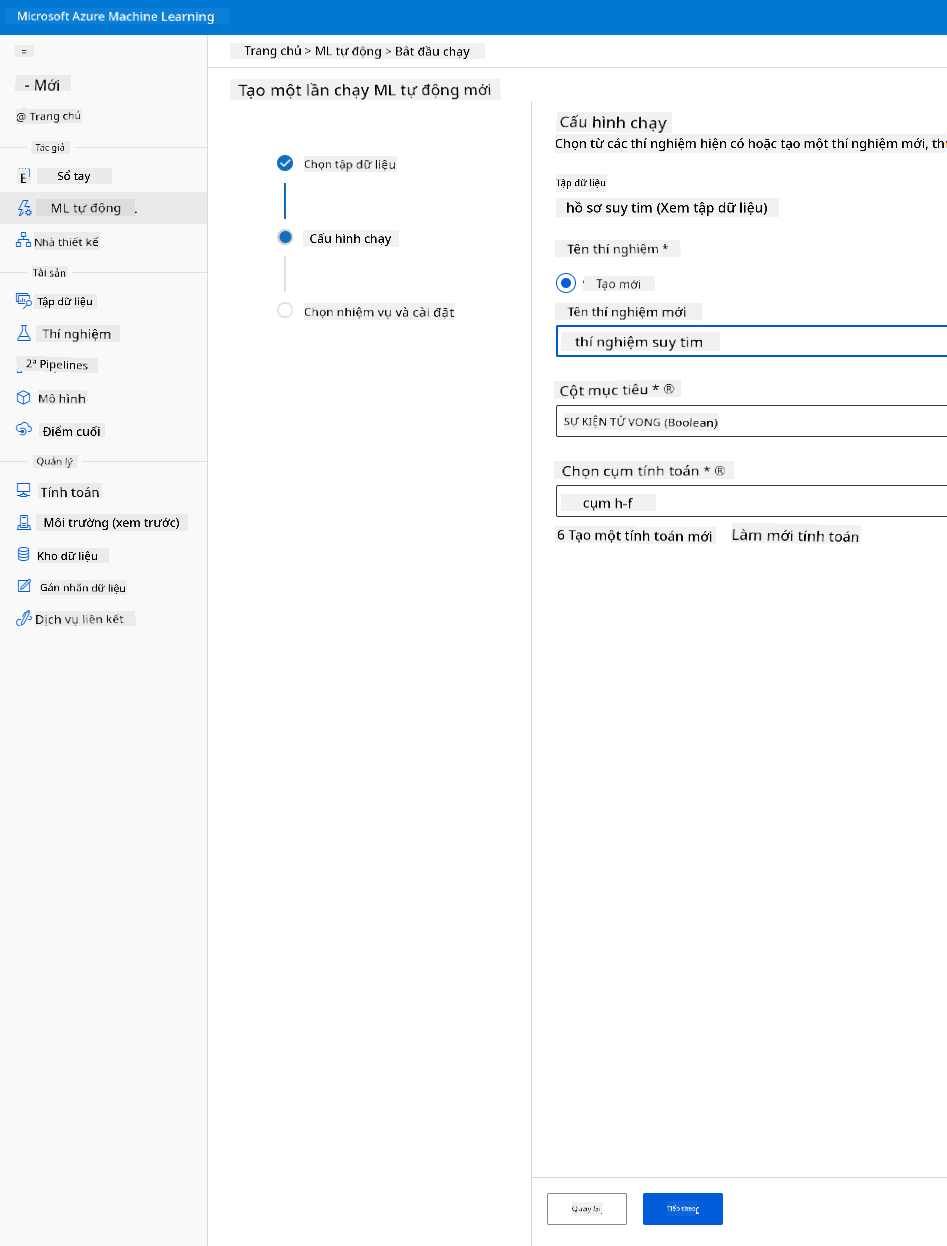 Microsoft Azure Machine Learning
=
- Mới
@ Trang chủ
Tác giả
E Sổ tay
ML tự động .
Nhà thiết kế
Tài sản
Tập dữ liệu
Thí nghiệm
2ª Pipelines
Mô hình
Điểm cuối
Quản lý
Tính toán
Môi trường (xem trước)
Kho dữ liệu
Gán nhãn dữ liệu
Dịch vụ liên kết
Trang chủ > ML tự động > Bắt đầu chạy
Tạo một lần chạy ML tự động mới
Chọn tập dữ liệu
Cấu hình chạy
Chọn nhiệm vụ và cài đặt
Cấu hình chạy
Chọn từ các thí nghiệm hiện có hoặc tạo một thí nghiệm mới,
Tập dữ liệu
hồ sơ suy tim (Xem tập dữ liệu)
Tên thí nghiệm *
Tạo mới
Tên thí nghiệm mới
thí nghiệm suy tim
Cột mục tiêu * ®
SỰ KIỆN TỬ VONG (Boolean)
Chọn cụm tính toán * ®
cụm h-f
6 Tạo một tính toán mới Làm mới tính toán
Quay lại
Tiếp theo